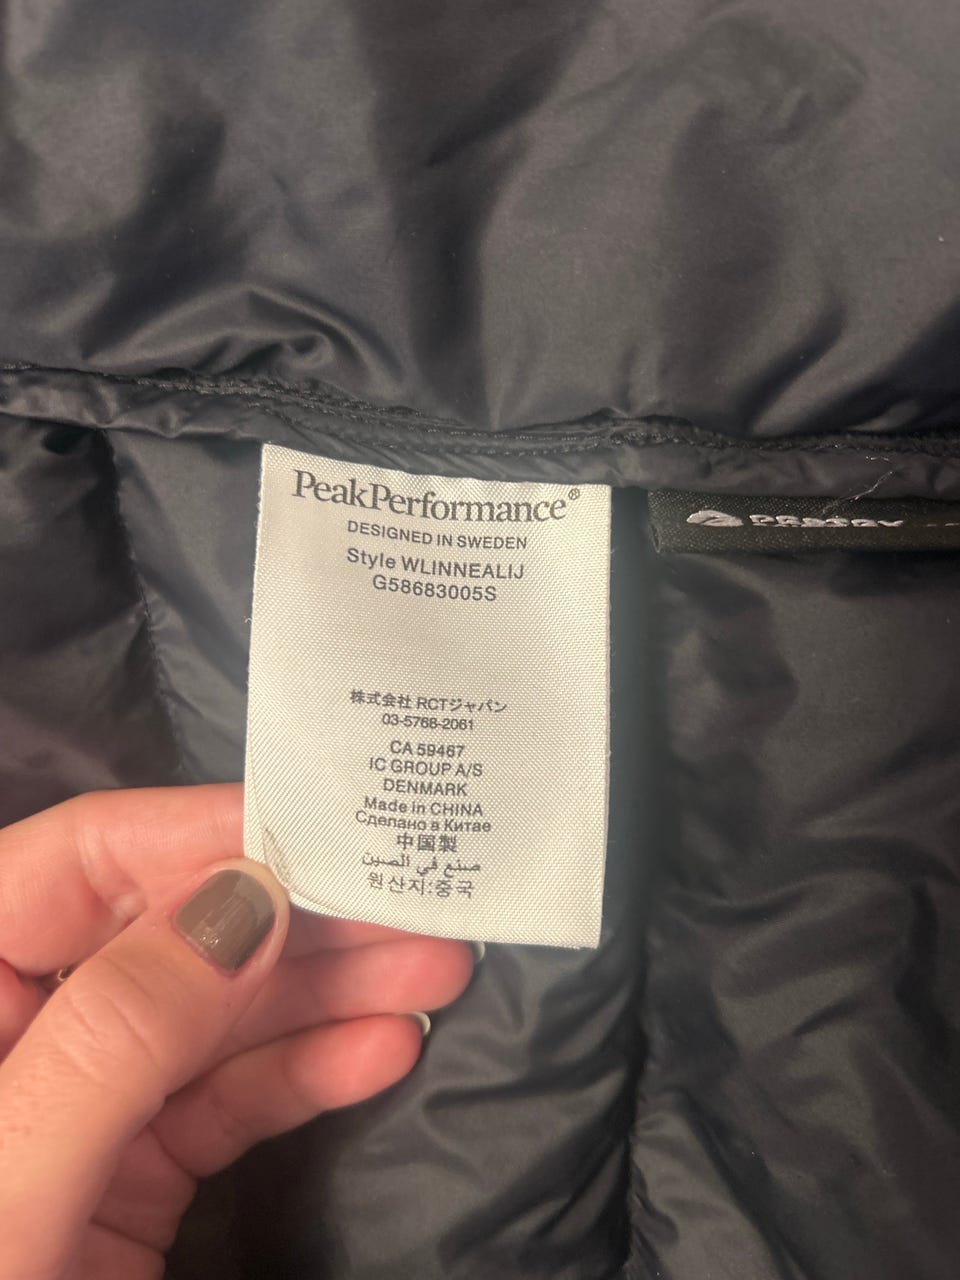 PeakPerformance®
DESIGNED IN SWEDEN
Style WLINNEALIJ
G58683005S
株式会社 RCTジャパン
03-5768-2061
CA 59467
IC GROUP A/S
DENMARK
Made in CHINA
Сделано в Китае
中国製
صنع في الصين
원산지:중국